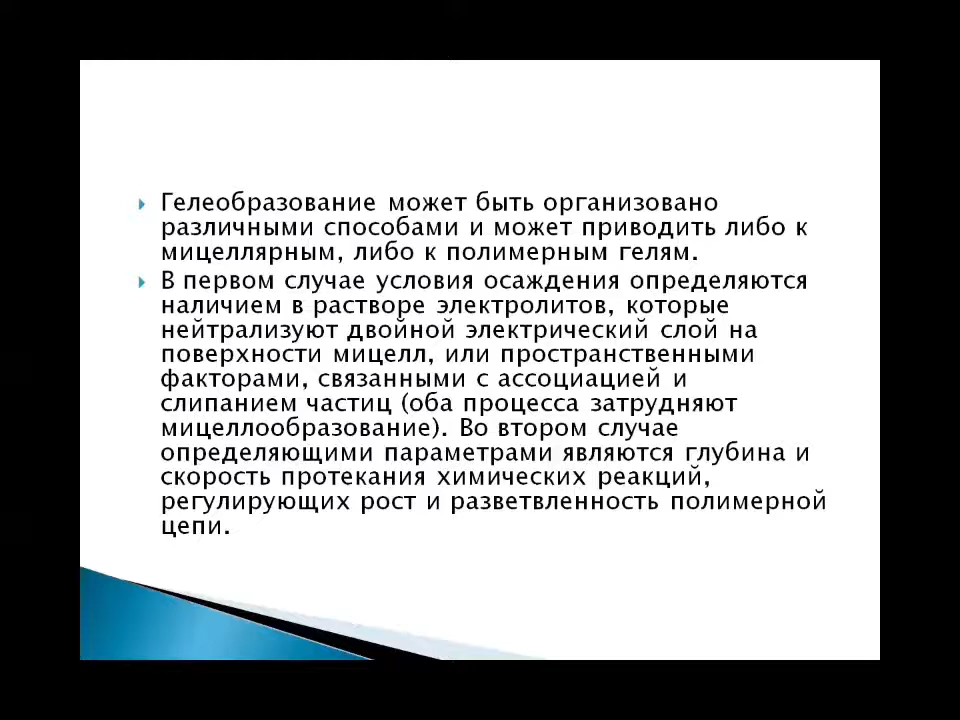 Гелеобразование может быть организовано
различными способами и может приводить либо к
мицеллярным, либо к полимерным гелям.
В первом случае условия осаждения определяются
наличием в растворе электролитов, которые
нейтрализуют двойной электрический слой на
поверхности мицелл, или пространственными
факторами, связанными с ассоциацией и
слипанием частиц (оба процесса затрудняют
мицеллообразование). Во втором случае
определяющими параметрами являются глубина и
скорость протекания химических реакций,
регулирующих рост и разветвленность полимерной
цепи.